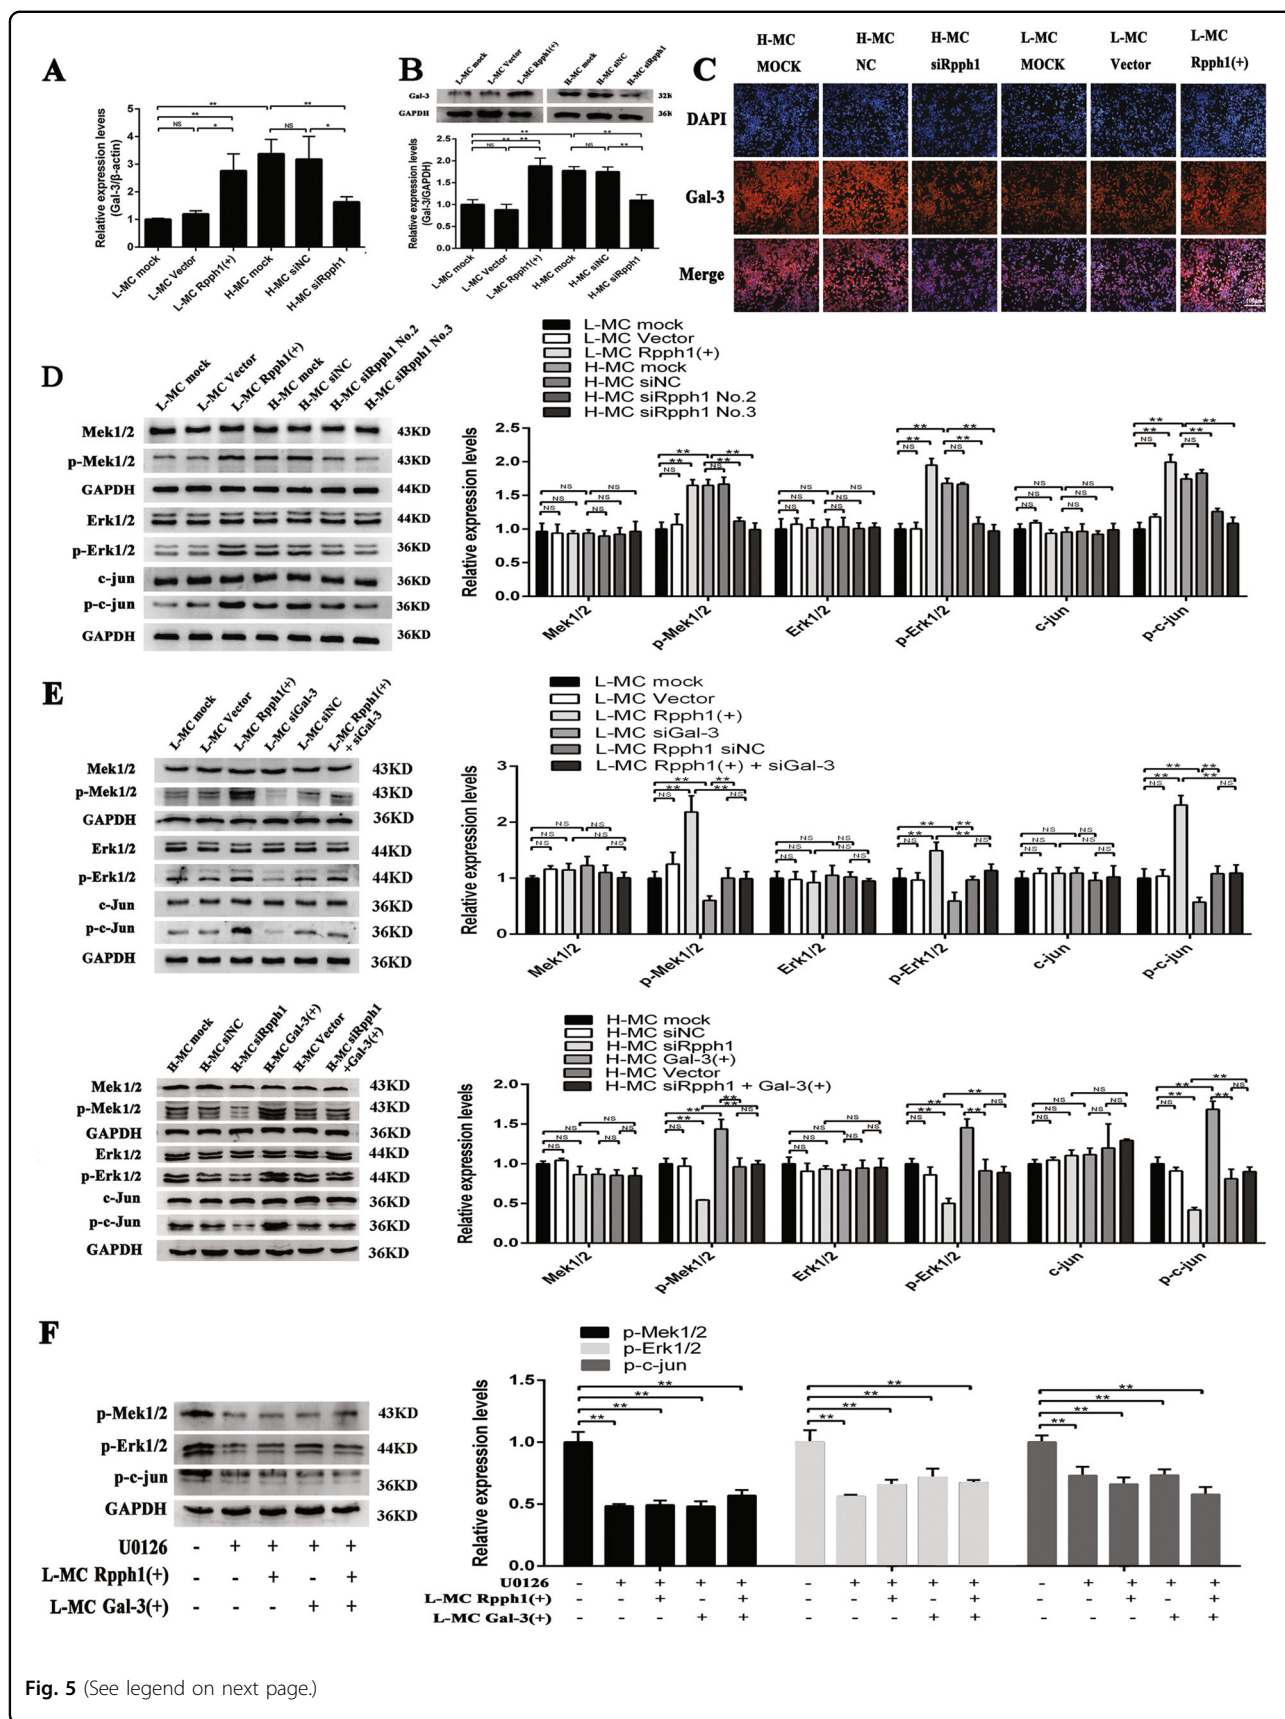 A
Relative expression levels
(Gal-3/β-actin)
5
4
3
2
1
0
**
**
**
NS
*
NS
*
L-MC mock
L-MC Vector
L-MC Rpph1(+)
H-MC mock
H-MC siNC
H-MC siRpph1
B
L-MC mock
L-MC Vector
L-MC Rpph1(+)
H-MC mock
H-MC siNC
H-MC siRpph1
Gal-3
32K
GAPDH
36K
Relative expression levels
(Gal-3/GAPDH)
2.5
2.0
1.5
1.0
0.5
0.0
**
**
** **
NS
NS
**
L-MC mock
L-MC Vector
L-MC Rpph1(+)
H-MC mock
H-MC siNC
H-MC siRpph1
C
H-MC MOCK
H-MC NC
H-MC siRpph1
L-MC MOCK
L-MC Vector
L-MC Rpph1(+)
DAPI
Gal-3
Merge
D
L-MC mock
L-MC Vector
L-MC Rpph1(+)
H-MC mock
H-MC siNC
H-MC siRpph1 No.2
H-MC siRpph1 No.3
Mek1/2 43KD
p-Mek1/2 43KD
GAPDH 44KD
Erk1/2 44KD
p-Erk1/2 36KD
c-jun 36KD
p-c-jun 36KD
GAPDH 36KD
L-MC mock
L-MC Vector
L-MC Rpph1(+)
H-MC mock
H-MC siNC
H-MC siRpph1 No.2
H-MC siRpph1 No.3
Relative expression levels
2.5
2.0
1.5
1.0
0.5
0.0
Mek1/2
p-Mek1/2
Erk1/2
p-Erk1/2
c-jun
p-c-jun
E
L-MC mock
L-MC Vector
L-MC Rpph1(+)
L-MC siGal-3
L-MC siNC
L-MC Rpph1(+)
+ siGal-3
Mek1/2 43KD
p-Mek1/2 43KD
GAPDH 36KD
Erk1/2 44KD
p-Erk1/2 44KD
c-Jun 36KD
p-c-Jun 36KD
GAPDH 36KD
L-MC mock
L-MC Vector
L-MC Rpph1(+)
L-MC siGal-3
L-MC Rpph1 siNC
L-MC Rpph1(+) + siGal-3
Relative expression levels
3
2
1
0
Mek1/2
p-Mek1/2
Erk1/2
p-Erk1/2
c-jun
p-c-jun
H-MC mock
H-MC siNC
H-MC siRpph1
H-MC Gal-3(+)
H-MC Vector
H-MC siRpph1
+Gal-3(+)
Mek1/2 43KD
p-Mek1/2 43KD
GAPDH 36KD
Erk1/2 44KD
p-Erk1/2 44KD
c-Jun 36KD
p-c-Jun 36KD
GAPDH 36KD
H-MC mock
H-MC siNC
H-MC siRpph1
H-MC Gal-3(+)
H-MC Vector
H-MC siRpph1 + Gal-3(+)
Relative expression levels
2.0
1.5
1.0
0.5
0.0
Mek1/2
p-Mek1/2
Erk1/2
p-Erk1/2
c-jun
p-c-jun
F
p-Mek1/2 43KD
p-Erk1/2 44KD
p-c-jun 36KD
GAPDH 36KD
U0126 - + + + +
L-MC Rpph1(+) - - + - +
L-MC Gal-3(+) - - - + +
p-Mek1/2
p-Erk1/2
p-c-jun
Relative expression levels
1.5
1.0
0.5
0.0
** ** ** **
** ** ** **
** ** ** **
U0126 - + + + + - + + + + - + + + +
L-MC Rpph1(+) - - + - + - - + - + - - + - +
L-MC Gal-3(+) - - - + + - - - + + - - - + +
Fig. 5 (See legend on next page.)